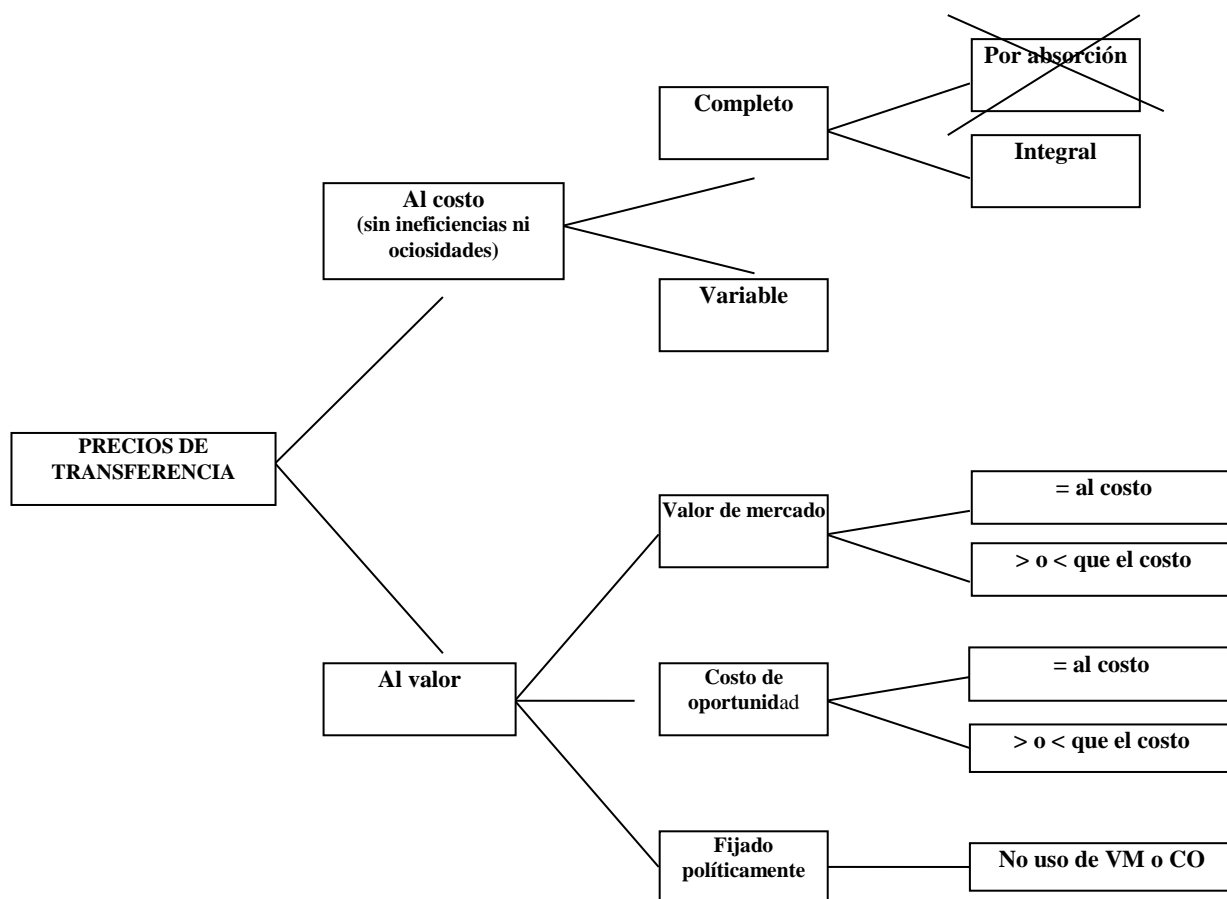 Por absorción
Completo
Integral
Al costo
(sin ineficiencias ni
ociosidades)
Variable
PRECIOS DE
TRANSFERENCIA
= al costo
Valor de mercado
> o < que el costo
= al costo
Al valor
Costo de
oportunidad
> o < que el costo
Fijado
políticamente
No uso de VM o CO